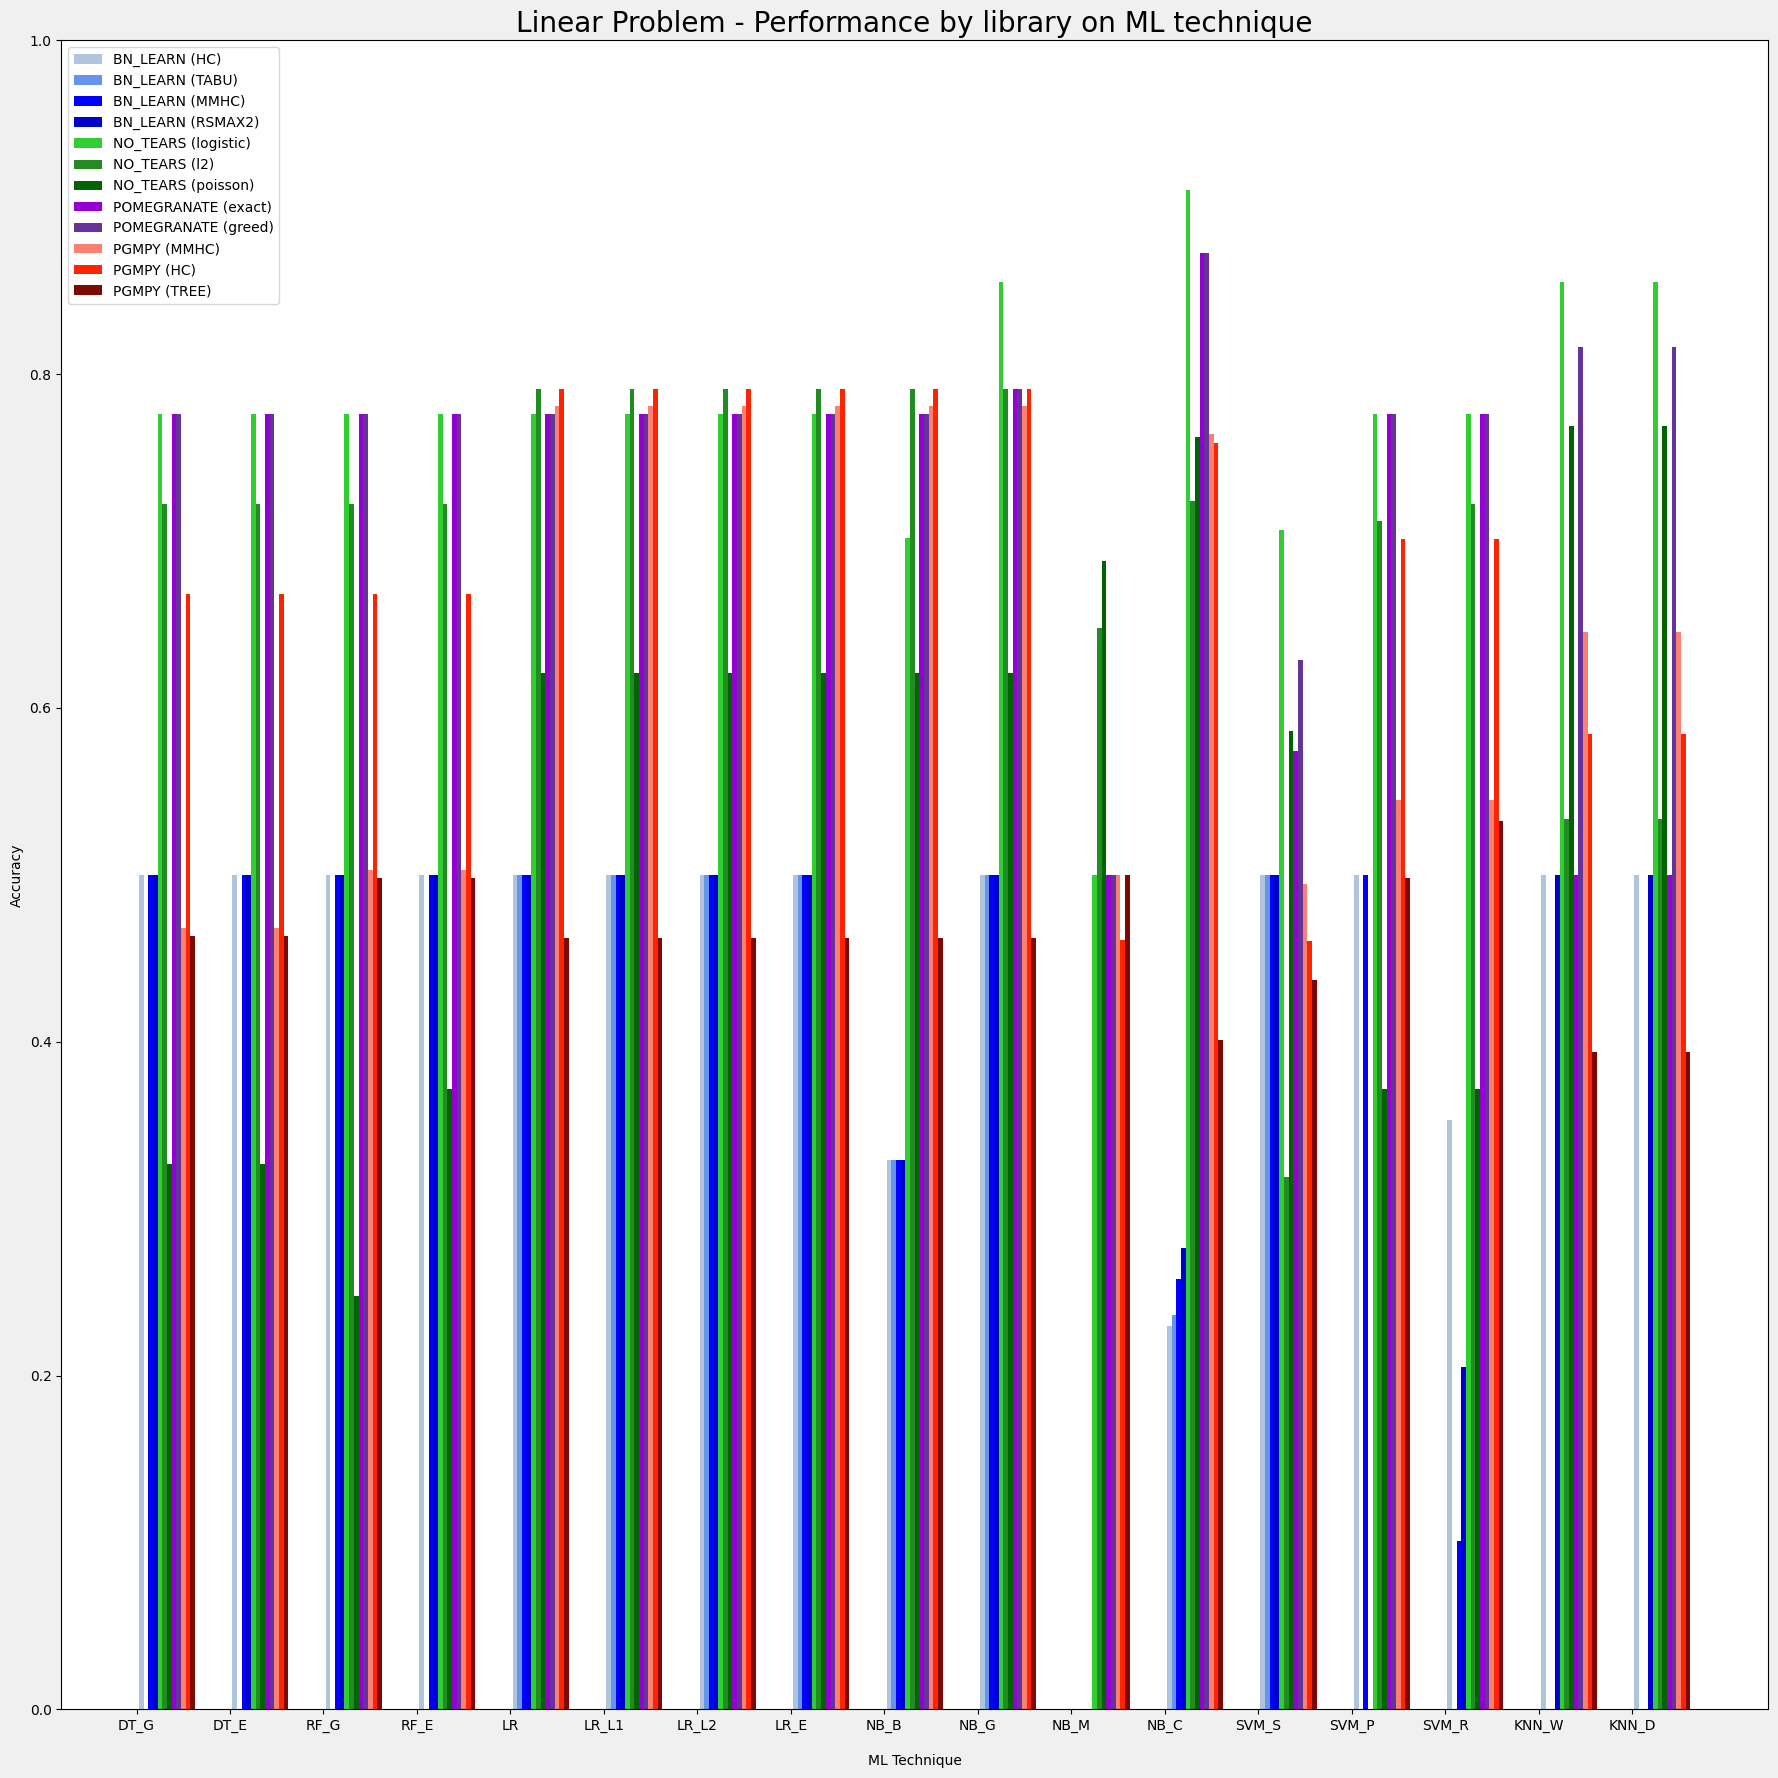 Linear Problem - Performance by library on ML technique
1.0
BN_LEARN (HC)
BN_LEARN (TABU)
BN_LEARN (MMHC)
BN_LEARN (RSMAX2)
NO_TEARS (logistic)
NO_TEARS (l2)
NO_TEARS (poisson)
POMEGRANATE (exact)
POMEGRANATE (greed)
PGMPY (MMHC)
PGMPY (HC)
PGMPY (TREE)
0.8
0.6
Accuracy
0.4
0.2
0.0
DT_G DT_E RF_G RF_E LR LR_L1 LR_L2 LR_E NB_B NB_G NB_M NB_C SVM_S SVM_P SVM_R KNN_W KNN_D
ML Technique